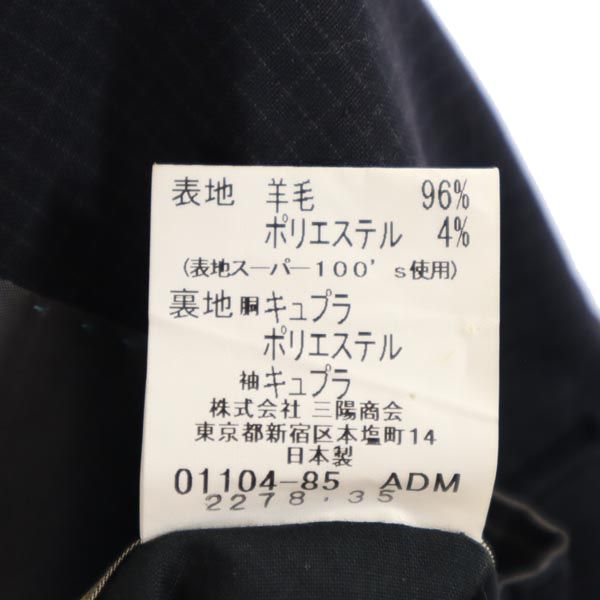 表地 羊毛 96%
ポリエステル 4%
(表地スーパー100's使用)
裏地 胴 キュプラ
ポリエステル
袖 キュプラ
株式会社 三陽商会
東京都新宿区本塩町14
日本製
01104-85 ADM
2278.35